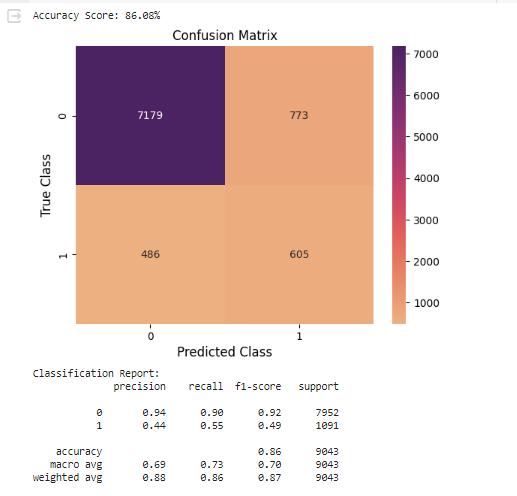 Accuracy Score: 86.08%
Confusion Matrix
7179 773
486 605
0
1
True Class
0 1
Predicted Class
7000
6000
5000
4000
3000
2000
1000
Classification Report:
precision recall f1-score support
0 0.94 0.90 0.92 7952
1 0.44 0.55 0.49 1091
accuracy 0.86 9043
macro avg 0.69 0.73 0.70 9043
weighted avg 0.88 0.86 0.87 9043